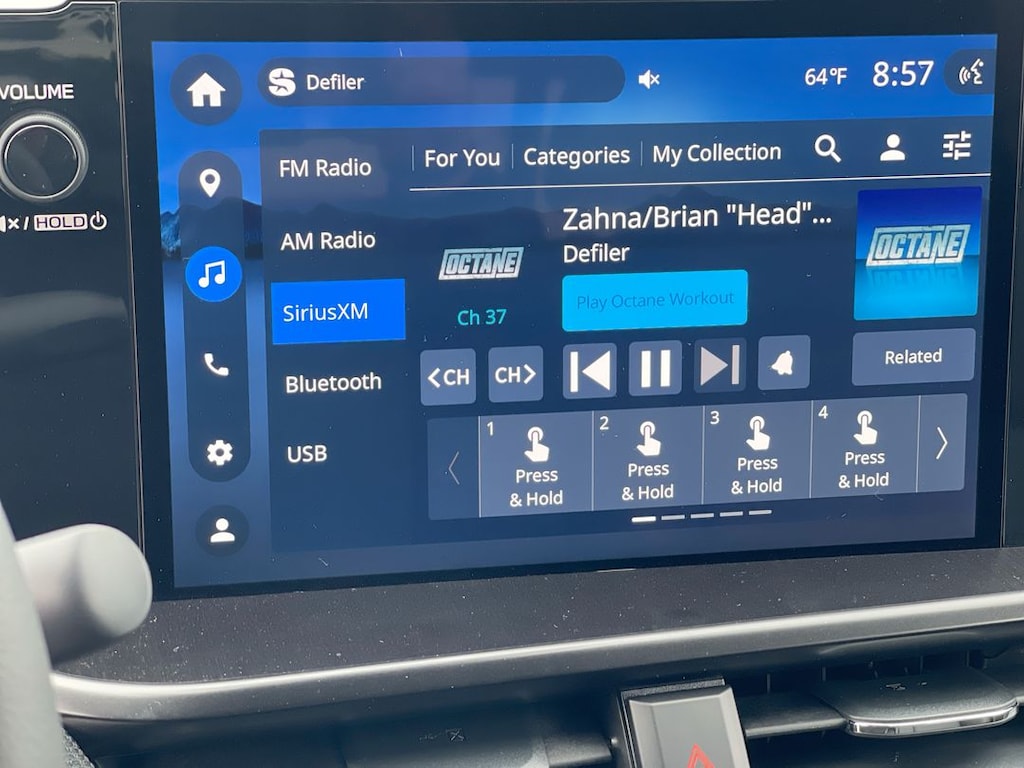 VOLUME
/ HOLD
Defiler
64°F 8:57
FM Radio
AM Radio
SiriusXM
Bluetooth
USB
For You Categories My Collection
OCTANE
Ch 37
Zahna/Brian "Head"...
Defiler
Play Octane Workout
OCTANE
<CH CH>
Related
1 Press
& Hold
2 Press
& Hold
3 Press
& Hold
4 Press
& Hold